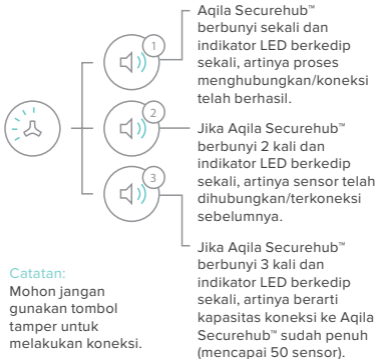 1
Aqila Securehub™
berbunyi sekali dan
indikator LED berkedip
sekali, artinya proses
menghubungkan/koneksi
telah berhasil.
2
Jika Aqila Securehub™
berbunyi 2 kali dan
indikator LED berkedip
sekali, artinya sensor telah
dihubungkan/terkoneksi
sebelumnya.
3
Jika Aqila Securehub™
berbunyi 3 kali dan
indikator LED berkedip
sekali, artinya berarti
kapasitas koneksi ke Aqila
Securehub™ sudah penuh
(mencapai 50 sensor).
Catatan:
Mohon jangan
gunakan tombol
tamper untuk
melakukan koneksi.